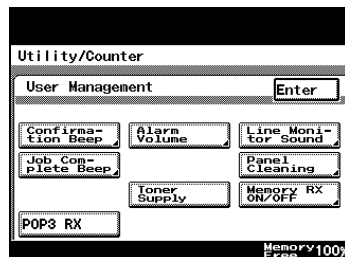 Utility/Counter
User Management
Enter
Confirma-
tion Beep
Alarm
Volume
Line Moni-
tor Sound
Job Com-
plete Beep
Panel
Cleaning
Toner
Supply
Memory RX
ON/OFF
POP3 RX
Memory 100%
Free